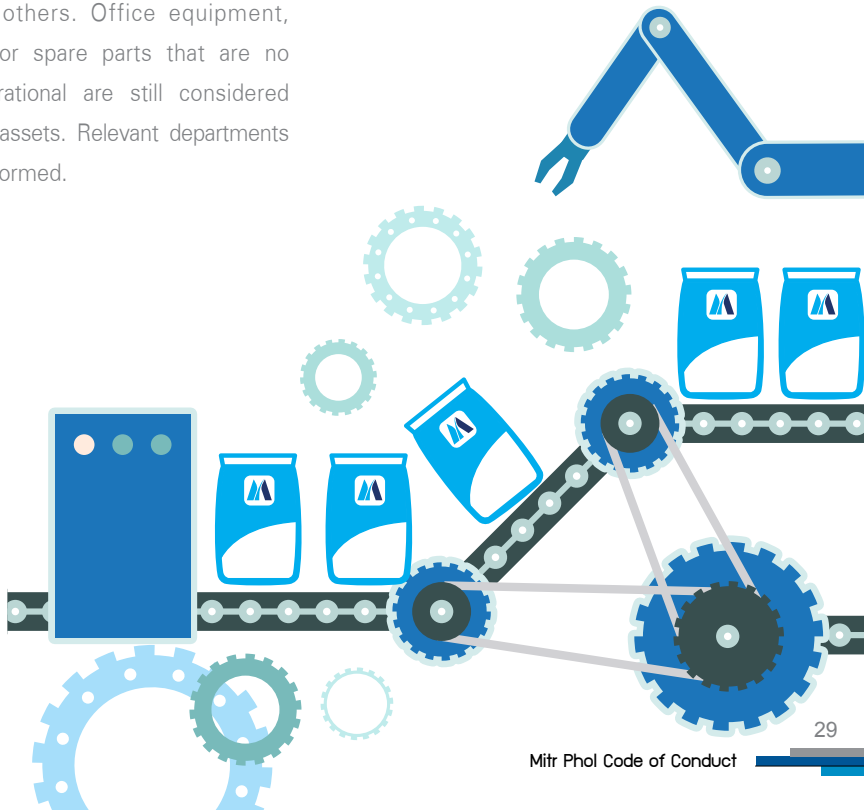 others. Office equipment,
or spare parts that are no
rational are still considered
assets. Relevant departments
ormed.
29
Mitr Phol Code of Conduct